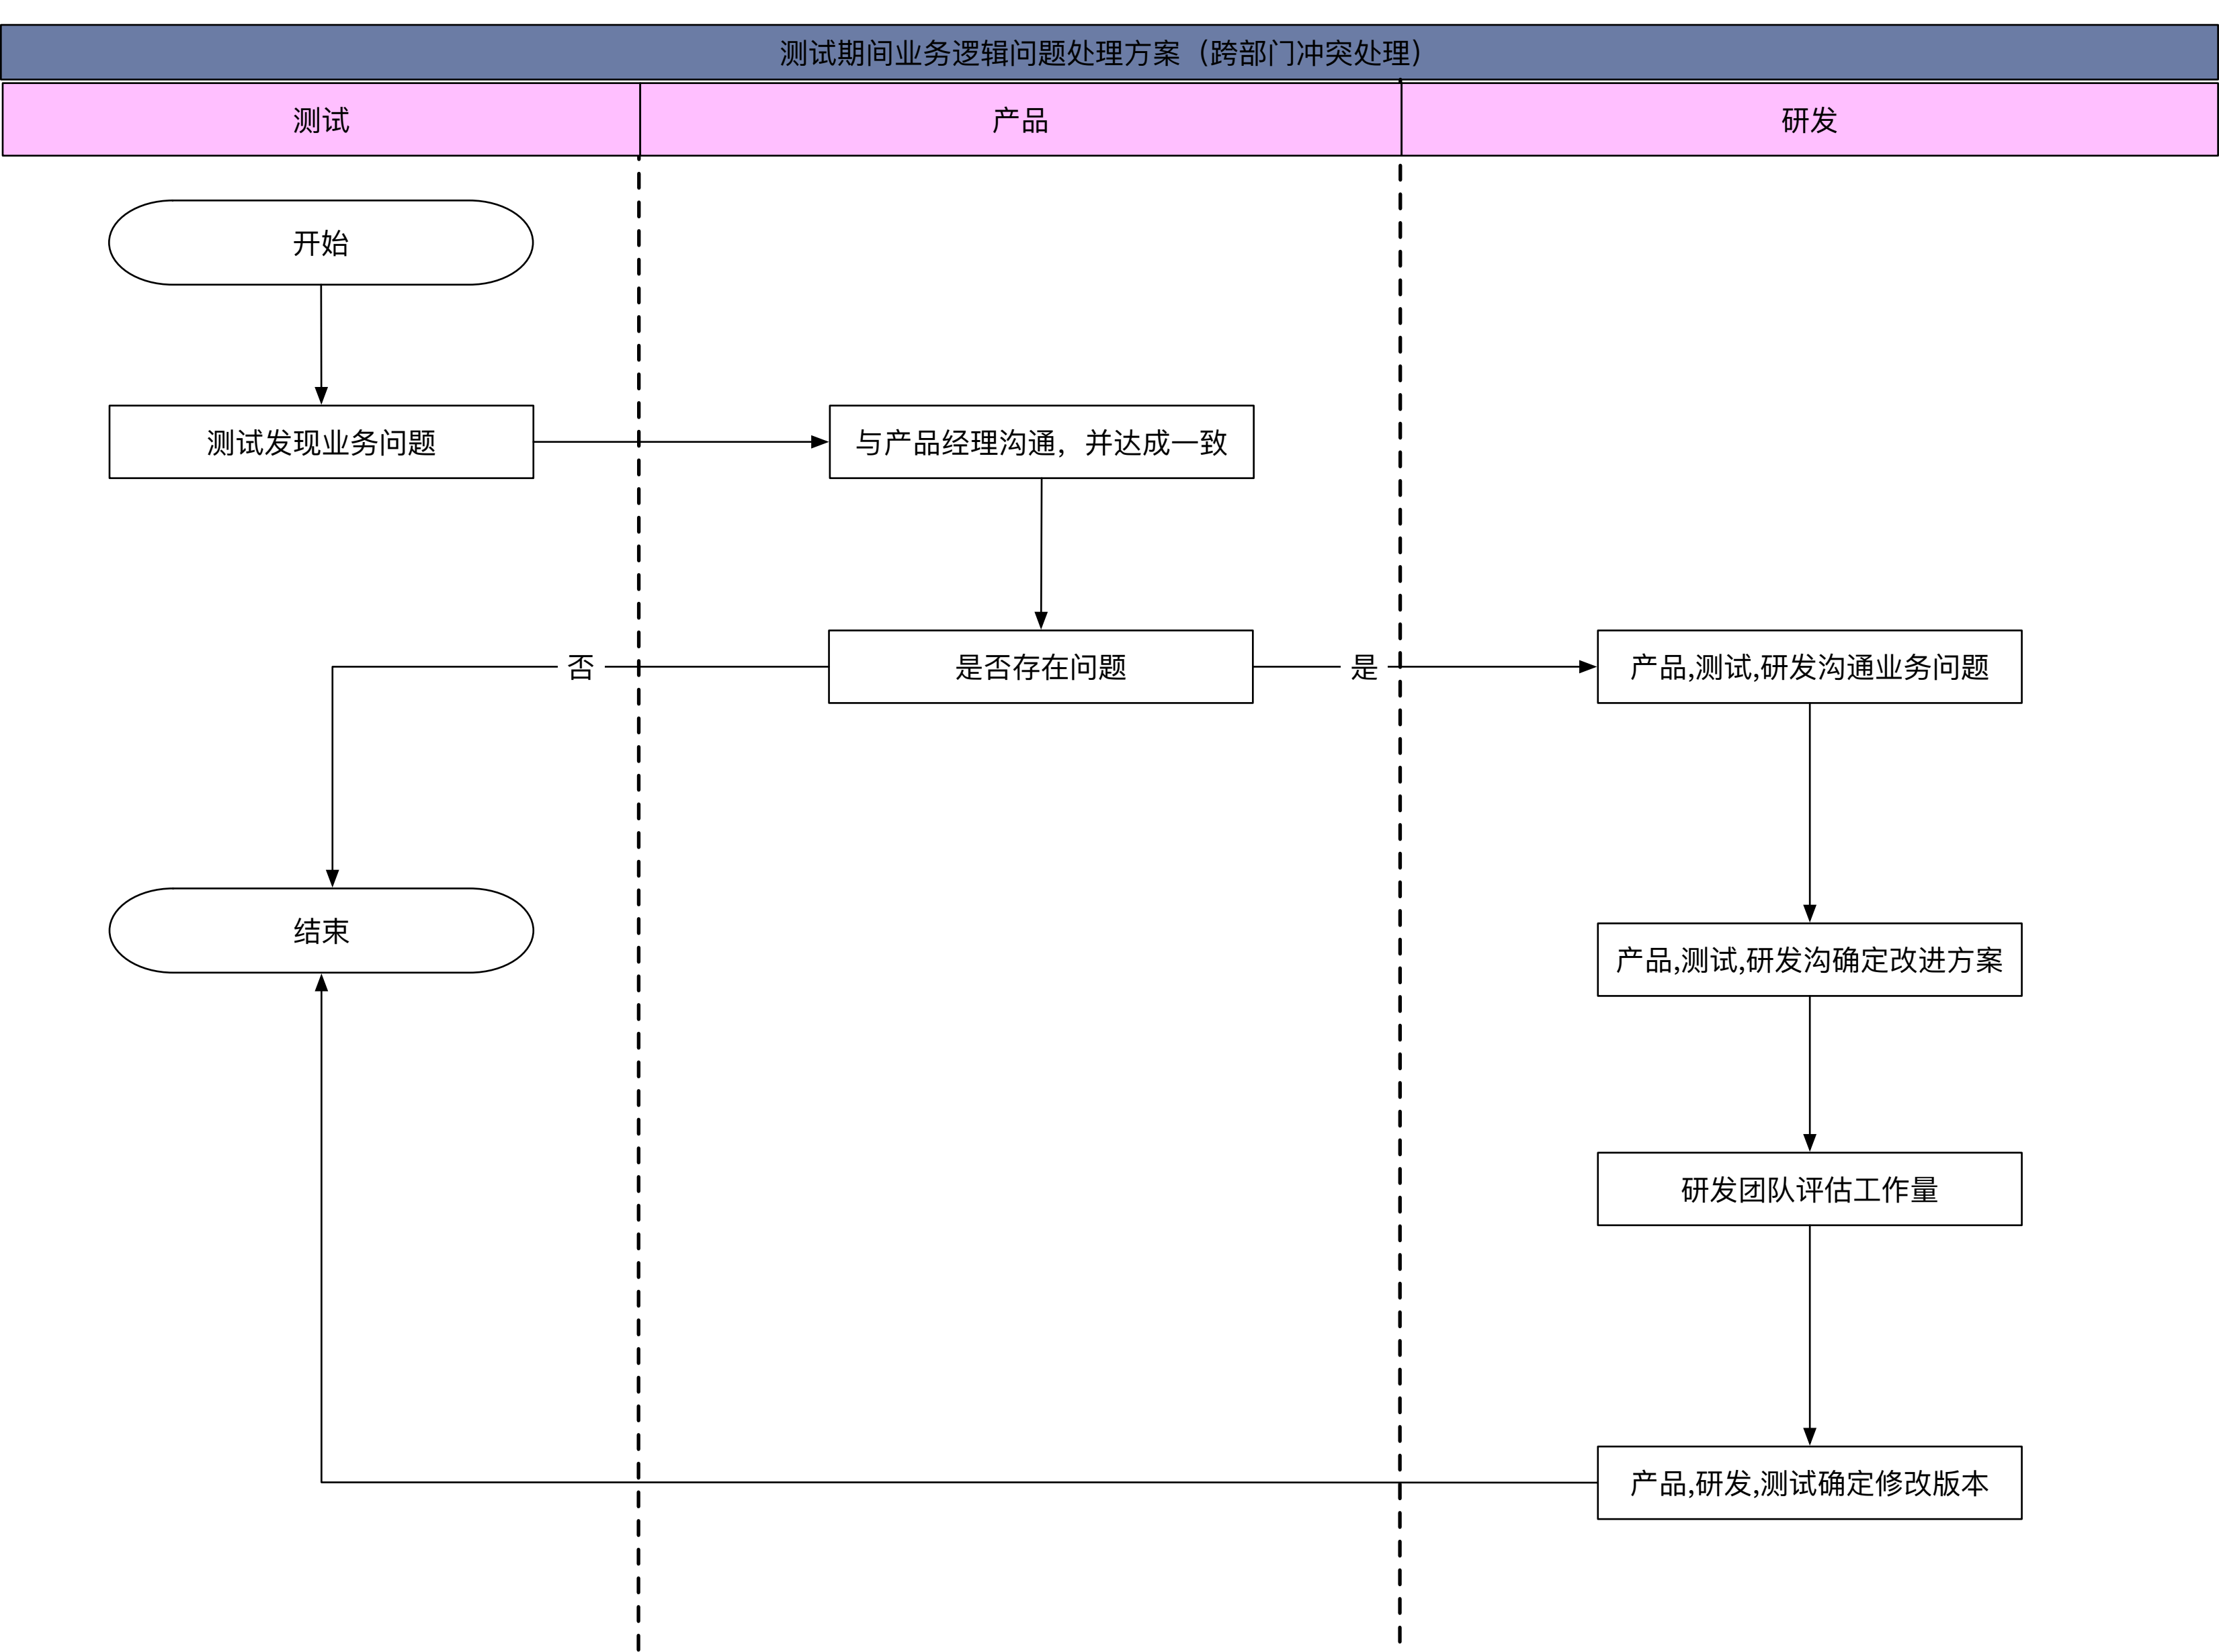 测试期间业务逻辑问题处理方案（跨部门冲突处理）
测试
产品
研发
开始
测试发现业务问题
与产品经理沟通，并达成一致
否
是否存在问题
是
产品,测试,研发沟通业务问题
结束
产品,测试,研发沟确定改进方案
研发团队评估工作量
产品,研发,测试确定修改版本